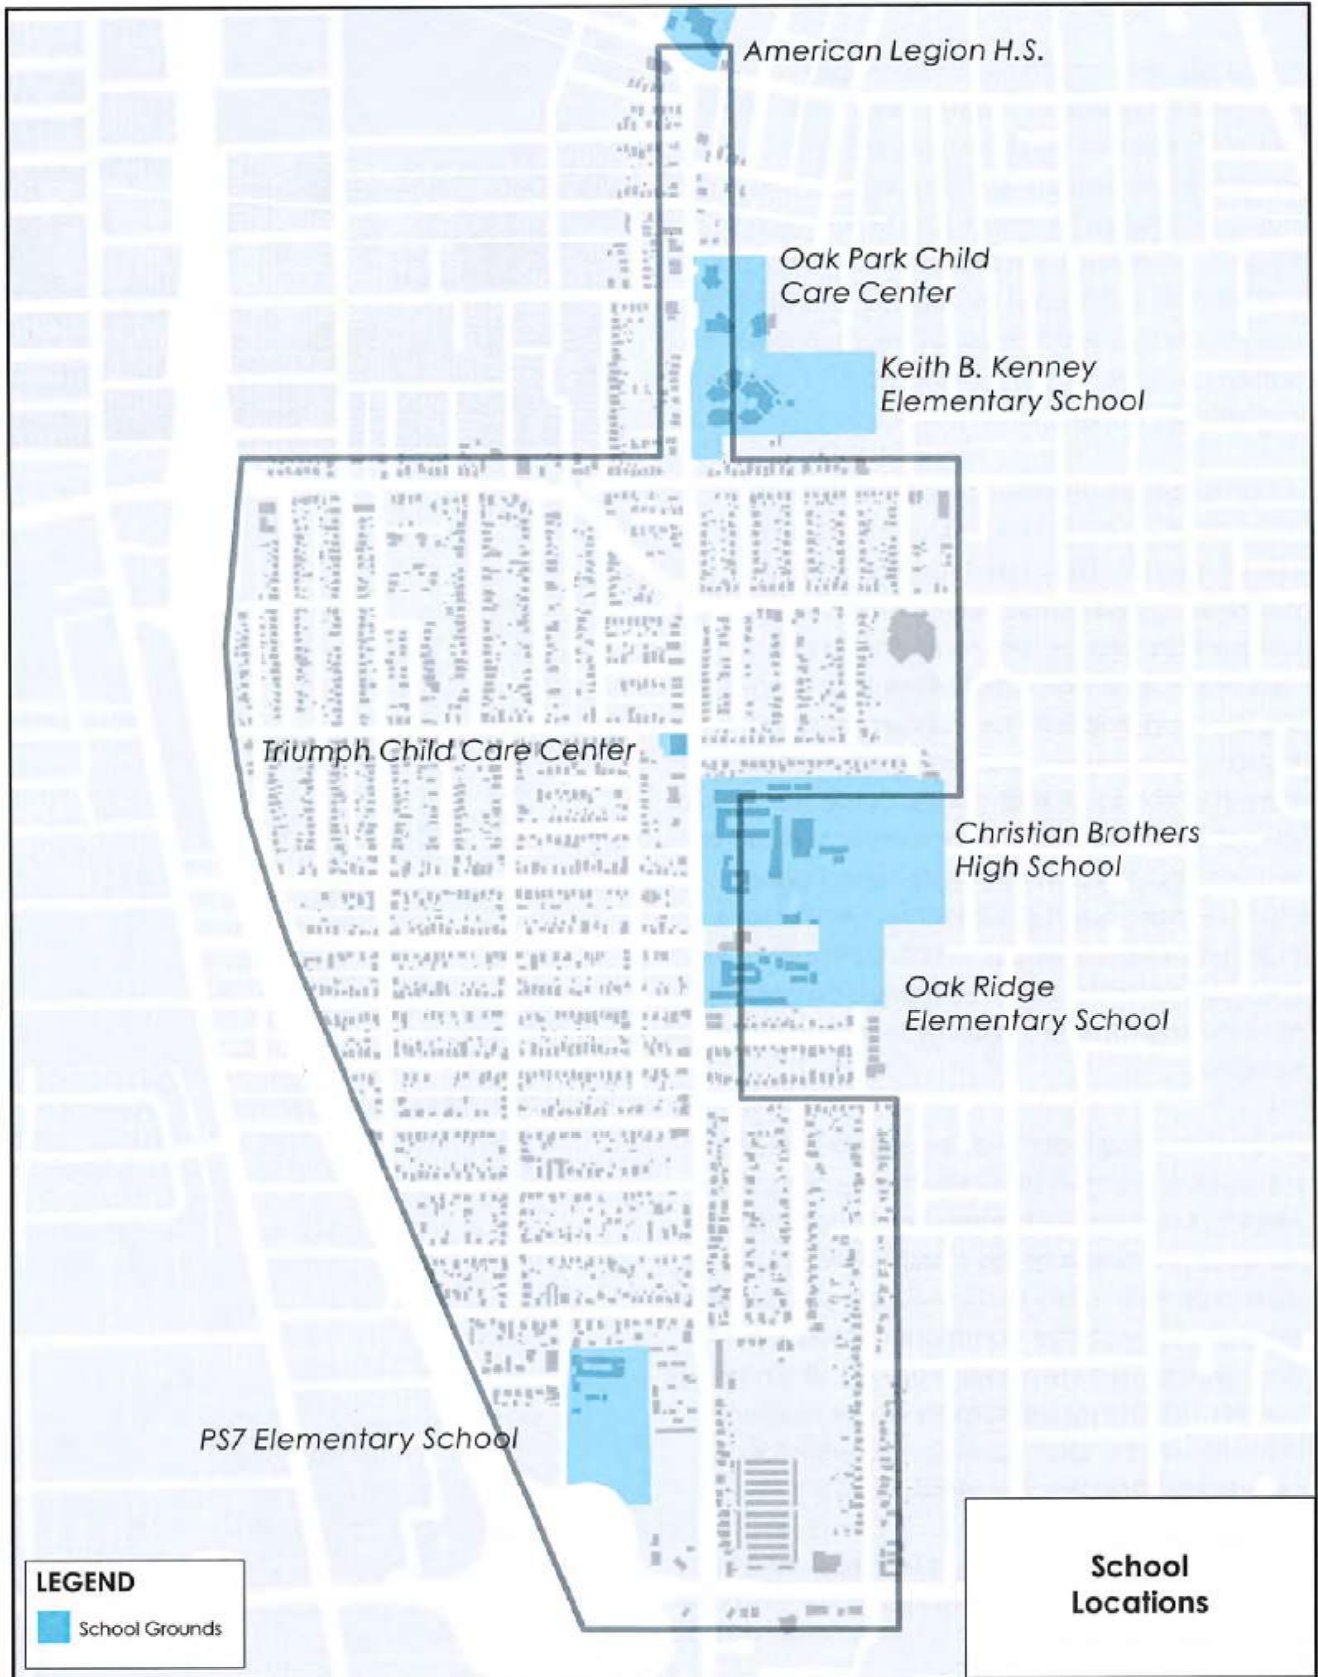 American Legion H.S.
Oak Park Child
Care Center
Keith B. Kenney
Elementary School
Triumph Child Care Center
Christian Brothers
High School
Oak Ridge
Elementary School
PS7 Elementary School
LEGEND
School Grounds
School
Locations